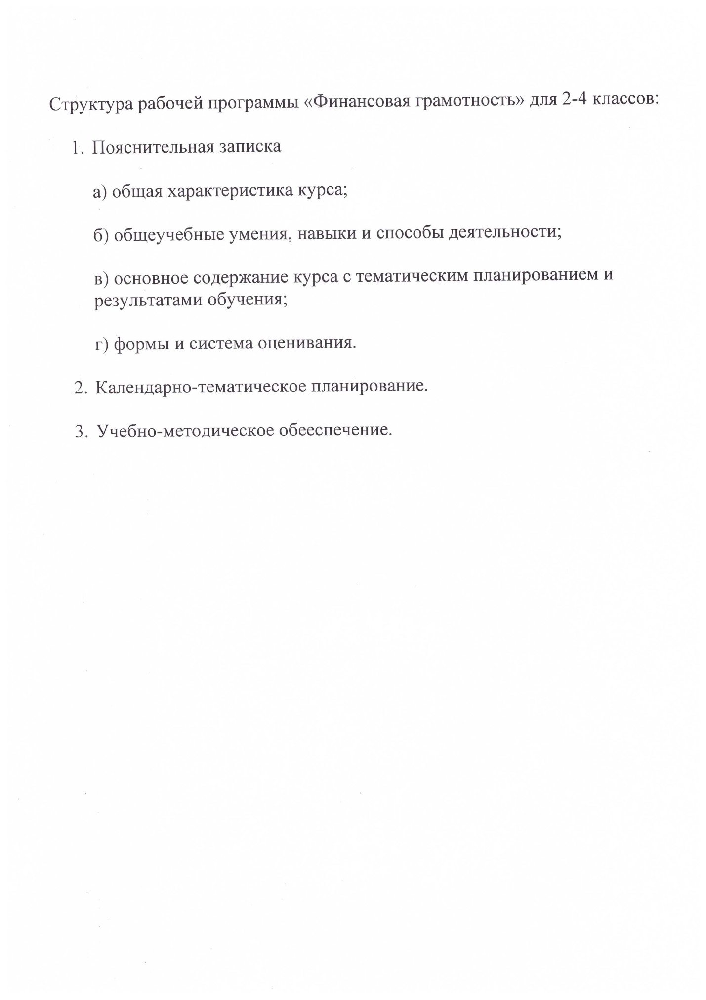 Структура рабочей программы «Финансовая грамотность» для 2-4 классов:
1. Пояснительная записка
а) общая характеристика курса;
б) общеучебные умения, навыки и способы деятельности;
в) основное содержание курса с тематическим планированием и
результатами обучения;
г) формы и система оценивания.
2. Календарно-тематическое планирование.
3. Учебно-методическое обееспечение.